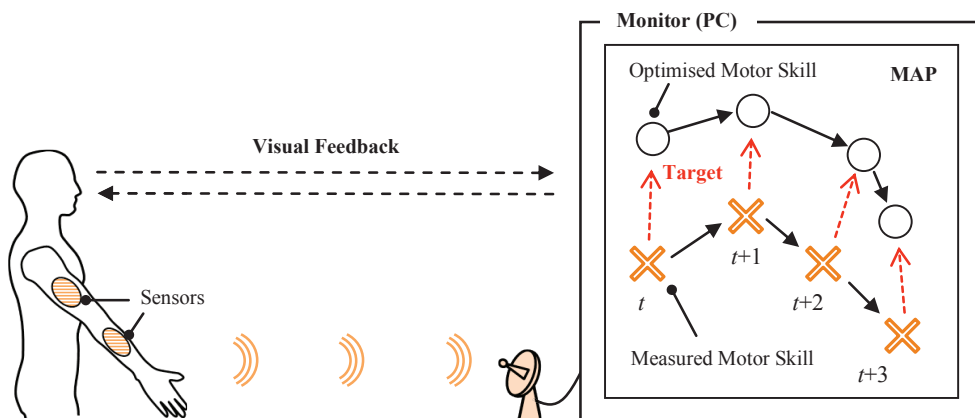 Monitor (PC)
Optimised Motor Skill
MAP
Visual Feedback
Target
t+1
Sensors
t
t+2
Measured Motor Skill
t+3